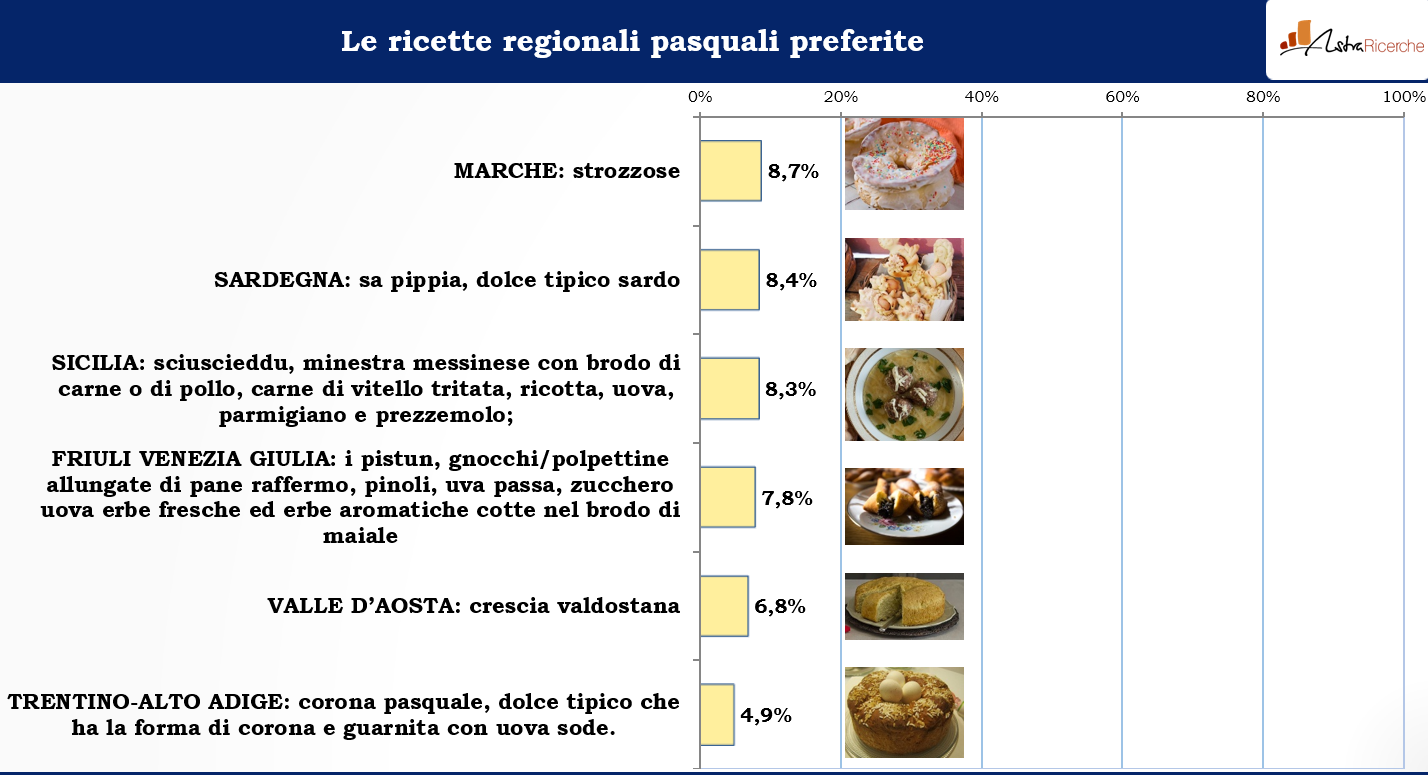 Le ricette regionali pasquali preferite
AstraRicerche
0% 20% 40% 60% 80% 100%
MARCHE: strozzose 8,7%
SARDEGNA: sa pippia, dolce tipico sardo 8,4%
SICILIA: sciuscieddu, minestra messinese con brodo di
carne o di pollo, carne di vitello tritata, ricotta, uova,
parmigiano e prezzemolo;
8,3%
FRIULI VENEZIA GIULIA: i pistun, gnocchi/polpettine
allungate di pane raffermo, pinoli, uva passa, zucchero
uova erbe fresche ed erbe aromatiche cotte nel brodo di
maiale
7,8%
VALLE D’AOSTA: crescia valdostana 6,8%
TRENTINO-ALTO ADIGE: corona pasquale, dolce tipico che
ha la forma di corona e guarnita con uova sode.
4,9%